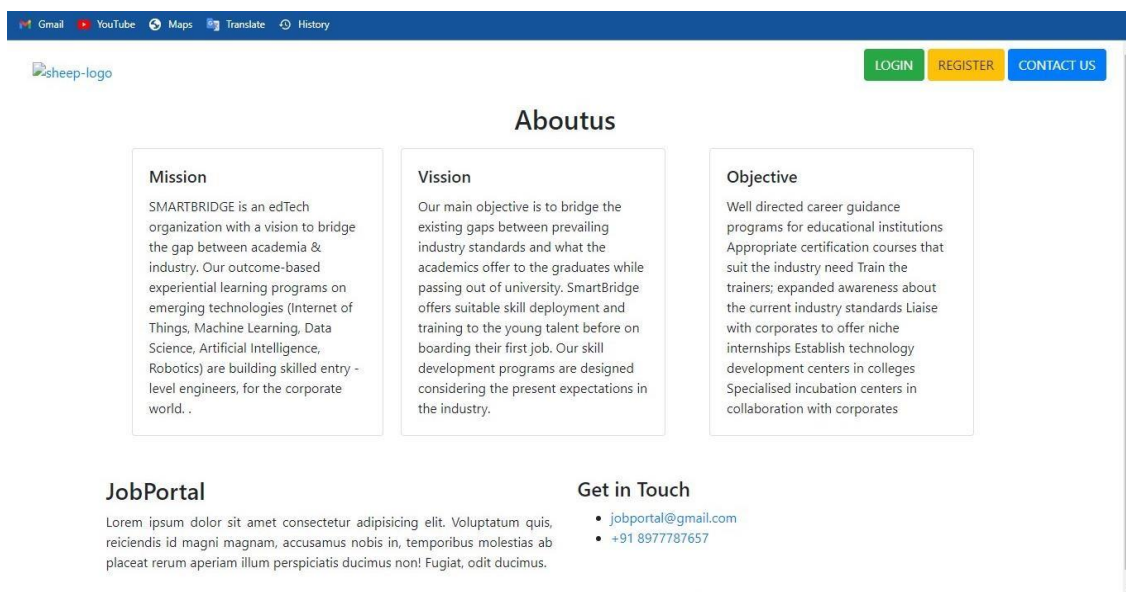 Gmail YouTube Maps Translate History
sheep-logo
LOGIN REGISTER CONTACT US
Aboutus
Mission
SMARTBRIDGE is an edTech
organization with a vision to bridge
the gap between academia &
industry. Our outcome-based
experiential learning programs on
emerging technologies (Internet of
Things, Machine Learning, Data
Science, Artificial Intelligence,
Robotics) are building skilled entry -
level engineers, for the corporate
world. .
Vission
Our main objective is to bridge the
existing gaps between prevailing
industry standards and what the
academics offer to the graduates while
passing out of university. SmartBridge
offers suitable skill deployment and
training to the young talent before on
boarding their first job. Our skill
development programs are designed
considering the present expectations in
the industry.
Objective
Well directed career guidance
programs for educational institutions
Appropriate certification courses that
suit the industry need Train the
trainers; expanded awareness about
the current industry standards Liaise
with corporates to offer niche
internships Establish technology
development centers in colleges
Specialised incubation centers in
collaboration with corporates
JobPortal
Lorem ipsum dolor sit amet consectetur adipisicing elit. Voluptatum quis,
reiciendis id magni magnam, accusamus nobis in, temporibus molestias ab
placeat rerum aperiam illum perspiciatis ducimus non! Fugiat, odit ducimus.
Get in Touch
jobportal@gmail.com
+91 8977787657